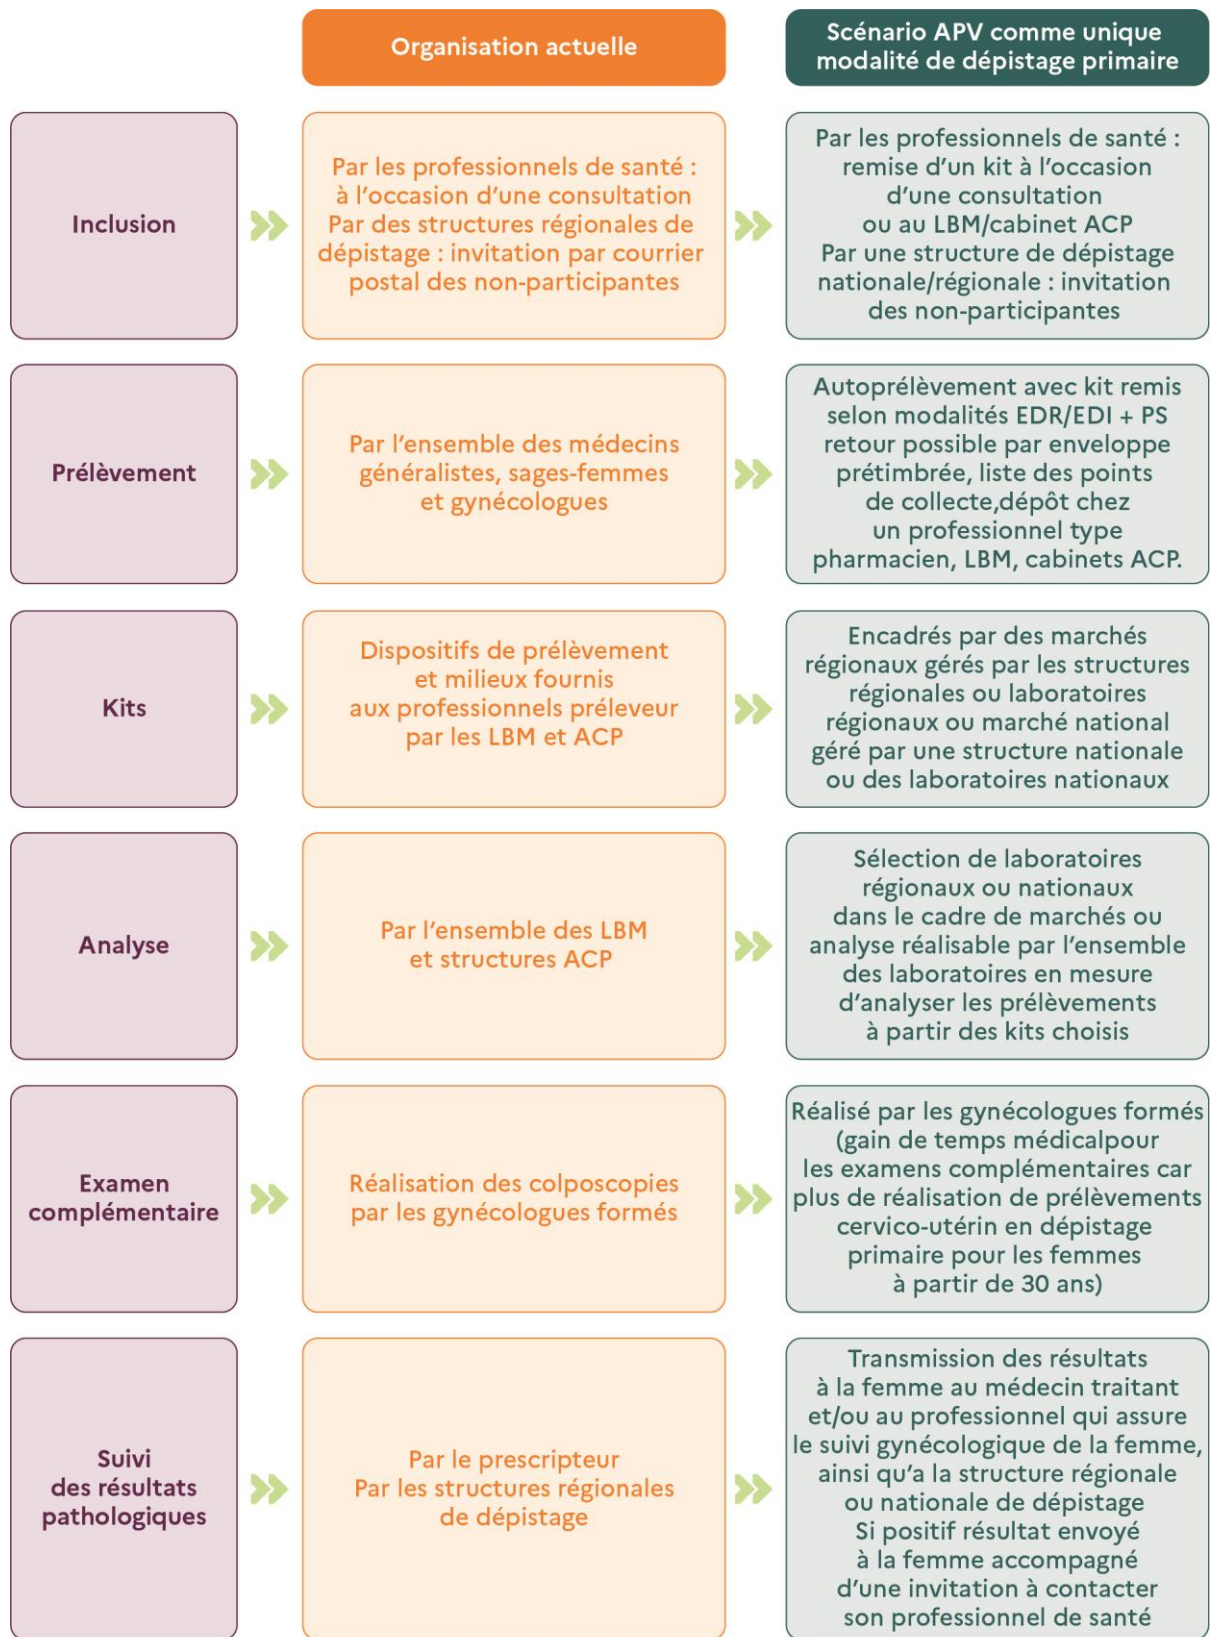 Organisation actuelle
Scénario APV comme unique
modalité de dépistage primaire
Inclusion
Par les professionnels de santé :
à l'occasion d'une consultation
Par des structures régionales de
dépistage : invitation par courrier
postal des non-participantes
Par les professionnels de santé :
remise d'un kit à l'occasion
d'une consultation
ou au LBM/cabinet ACP
Par une structure de dépistage
nationale/régionale : invitation
des non-participantes
Prélèvement
Par l'ensemble des médecins
généralistes, sages-femmes
et gynécologues
Autoprélèvement avec kit remis
selon modalités EDR/EDI + PS
retour possible par enveloppe
prétimbrée, liste des points
de collecte,dépôt chez
un professionnel type
pharmacien, LBM, cabinets ACP.
Kits
Dispositifs de prélèvement
et milieux fournis
aux professionnels préleveur
par les LBM et ACP
Encadrés par des marchés
régionaux gérés par les structures
régionales ou laboratoires
régionaux ou marché national
géré par une structure nationale
ou des laboratoires nationaux
Analyse
Par l'ensemble des LBM
et structures ACP
Sélection de laboratoires
régionaux ou nationaux
dans le cadre de marchés ou
analyse réalisable par l'ensemble
des laboratoires en mesure
d'analyser les prélèvements
à partir des kits choisis
Examen
complémentaire
Réalisation des colposcopies
par les gynécologues formés
Réalisé par les gynécologues formés
(gain de temps médicalpour
les examens complémentaires car
plus de réalisation de prélèvements
cervico-utérin en dépistage
primaire pour les femmes
à partir de 30 ans)
Suivi
des résultats
pathologiques
Par le prescripteur
Par les structures régionales
de dépistage
Transmission des résultats
à la femme au médecin traitant
et/ou au professionnel qui assure
le suivi gynécologique de la femme,
ainsi qu'a la structure régionale
ou nationale de dépistage
Si positif résultat envoyé
à la femme accompagné
d'une invitation à contacter
son professionnel de santé